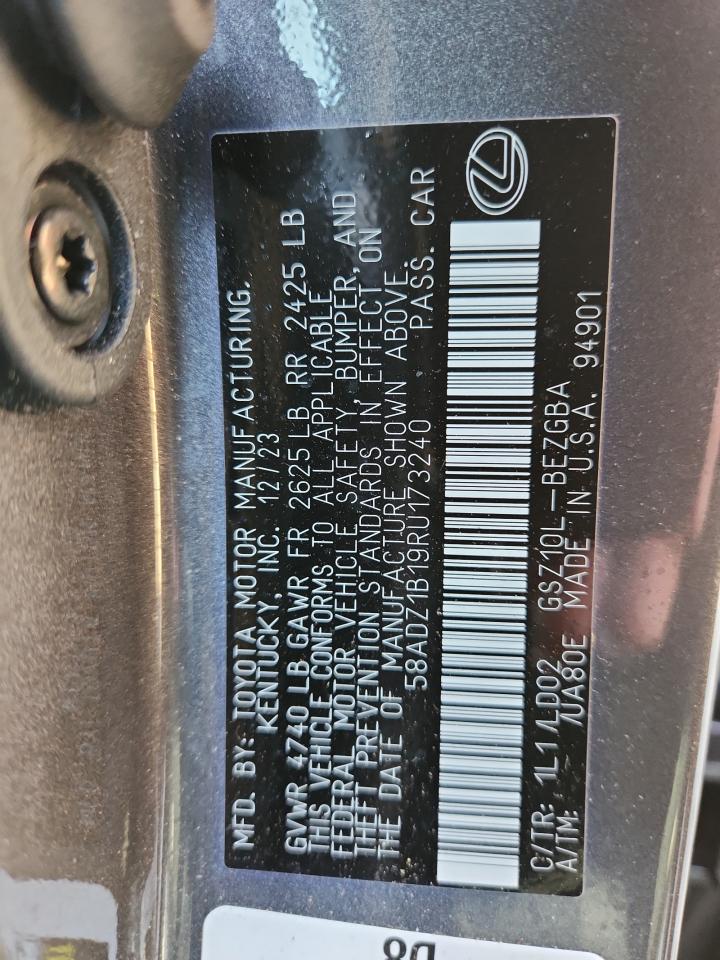 MFD. BY: TOYOTA MOTOR MANUFACTURING.
KENTUCKY, INC. 12/23
GVWR 4740 LB GAWR FR 2625 LB RR 2425 LB
THIS VEHICLE CONFORMS TO ALL APPLICABLE
FEDERAL MOTOR VEHICLE SAFETY, BUMPER, AND
THEFT PREVENTION STANDARDS IN EFFECT ON
THE DATE OF MANUFACTURE SHOWN ABOVE.
58ADZ1B19RU173240 PASS. CAR
C/TR: 1L1/LD02 GSZ10L-BEZGBA
A/TM: /UA80E MADE IN U.S.A. 94901